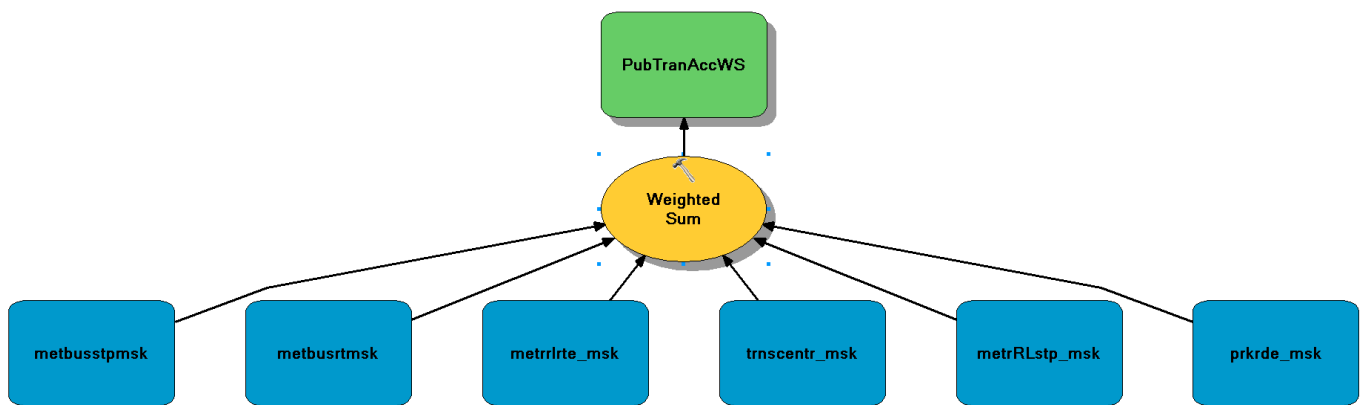 PubTranAccWS
Weighted
Sum
metbusstpmsk
metbusrtmsk
metrrlrte_msk
trnscentr_msk
metrRLstp_msk
prkrde_msk